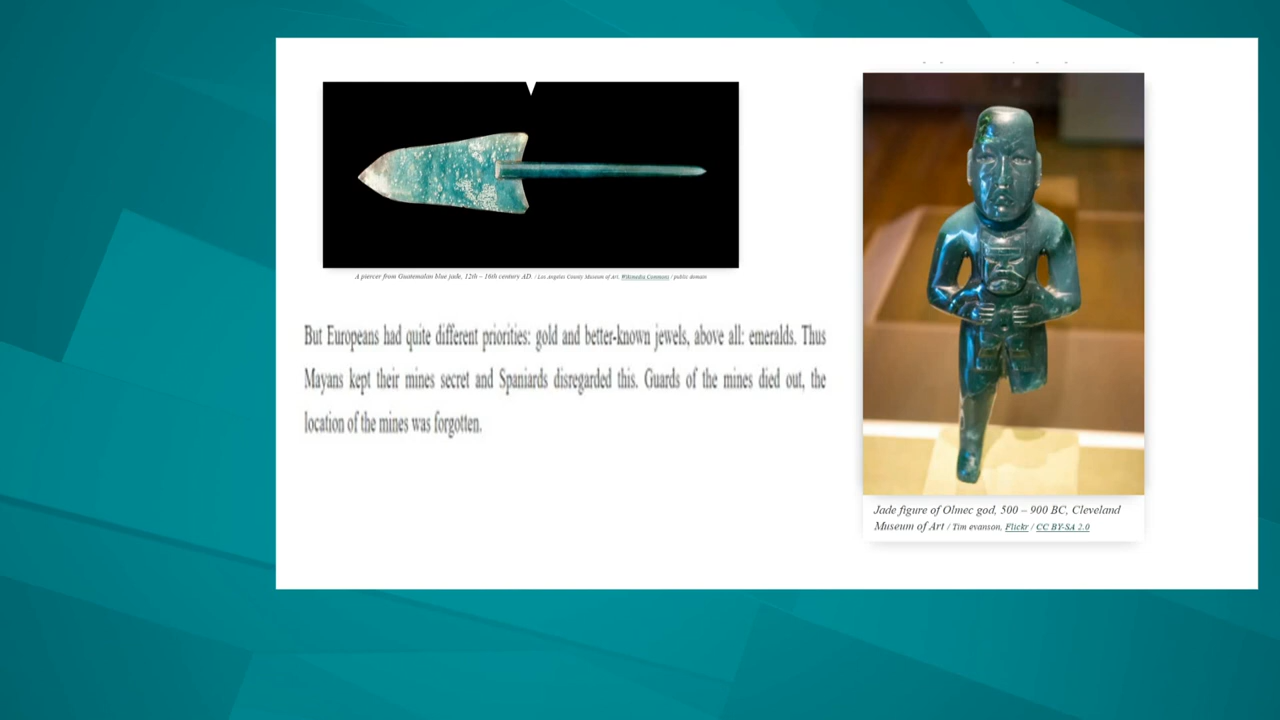 A piercer from Guatemalan blue jade, 12th – 16th century AD. / Los Angeles County Museum of Art, Wikimedia Commons / public domain
But Europeans had quite different priorities: gold and better-known jewels, above all: emeralds. Thus
Mayans kept their mines secret and Spaniards disregarded this. Guards of the mines died out, the
location of the mines was forgotten.
Jade figure of Olmec god, 500 – 900 BC, Cleveland
Museum of Art / Tim evanson, Flickr / CC BY-SA 2.0